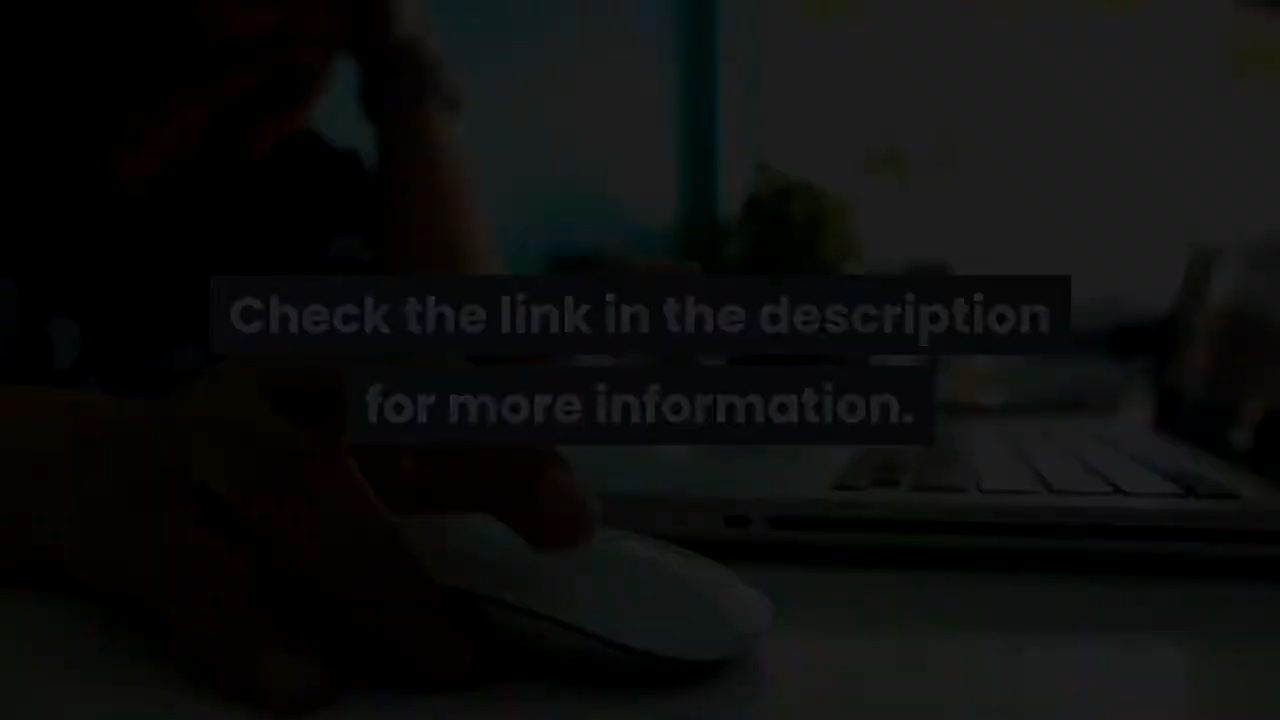 Check the link in the description
for more information.